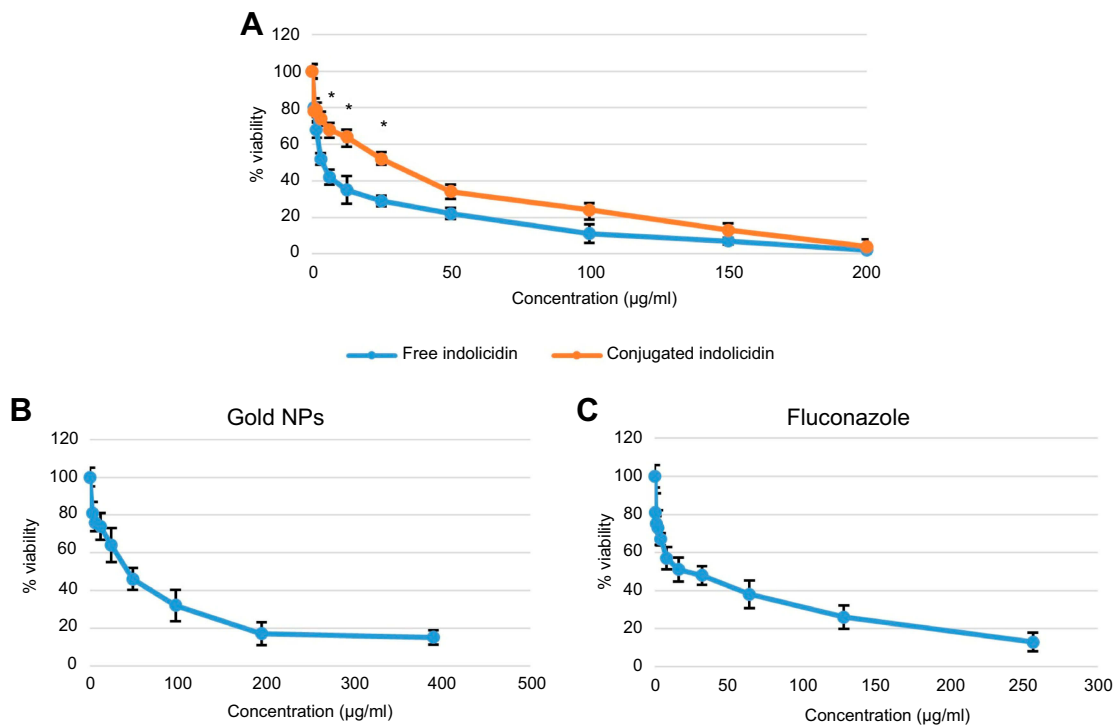 A
120
100
80
60
40
20
0
% viability
* * *
0 50 100 150 200
Concentration (µg/ml)
Free indolicidin Conjugated indolicidin
B
Gold NPs
120
100
80
60
40
20
0
% viability
0 100 200 300 400 500
Concentration (µg/ml)
C
Fluconazole
120
100
80
60
40
20
0
% viability
0 50 100 150 200 250 300
Concentration (µg/ml)